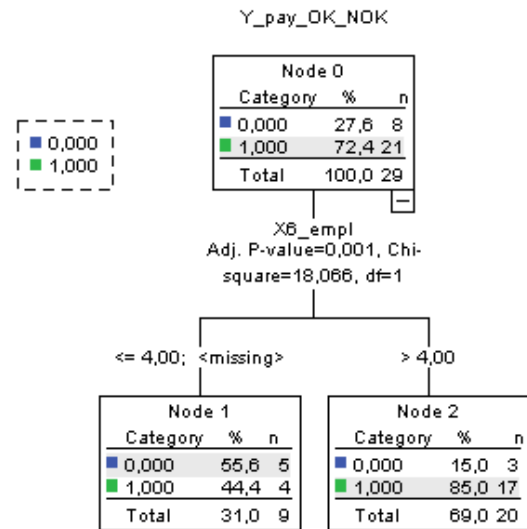 Y_pay_OK_NOK
Node 0
Category % n
0,000 27,6 8
1,000 72,4 21
Total 100,0 29
0,000
1,000
X6_empl
Adj. P-value=0,001, Chi-
square=18,066, df=1
<= 4,00; <missing>
> 4,00
Node 1
Category % n
0,000 55,6 5
1,000 44,4 4
Total 31,0 9
Node 2
Category % n
0,000 15,0 3
1,000 85,0 17
Total 69,0 20